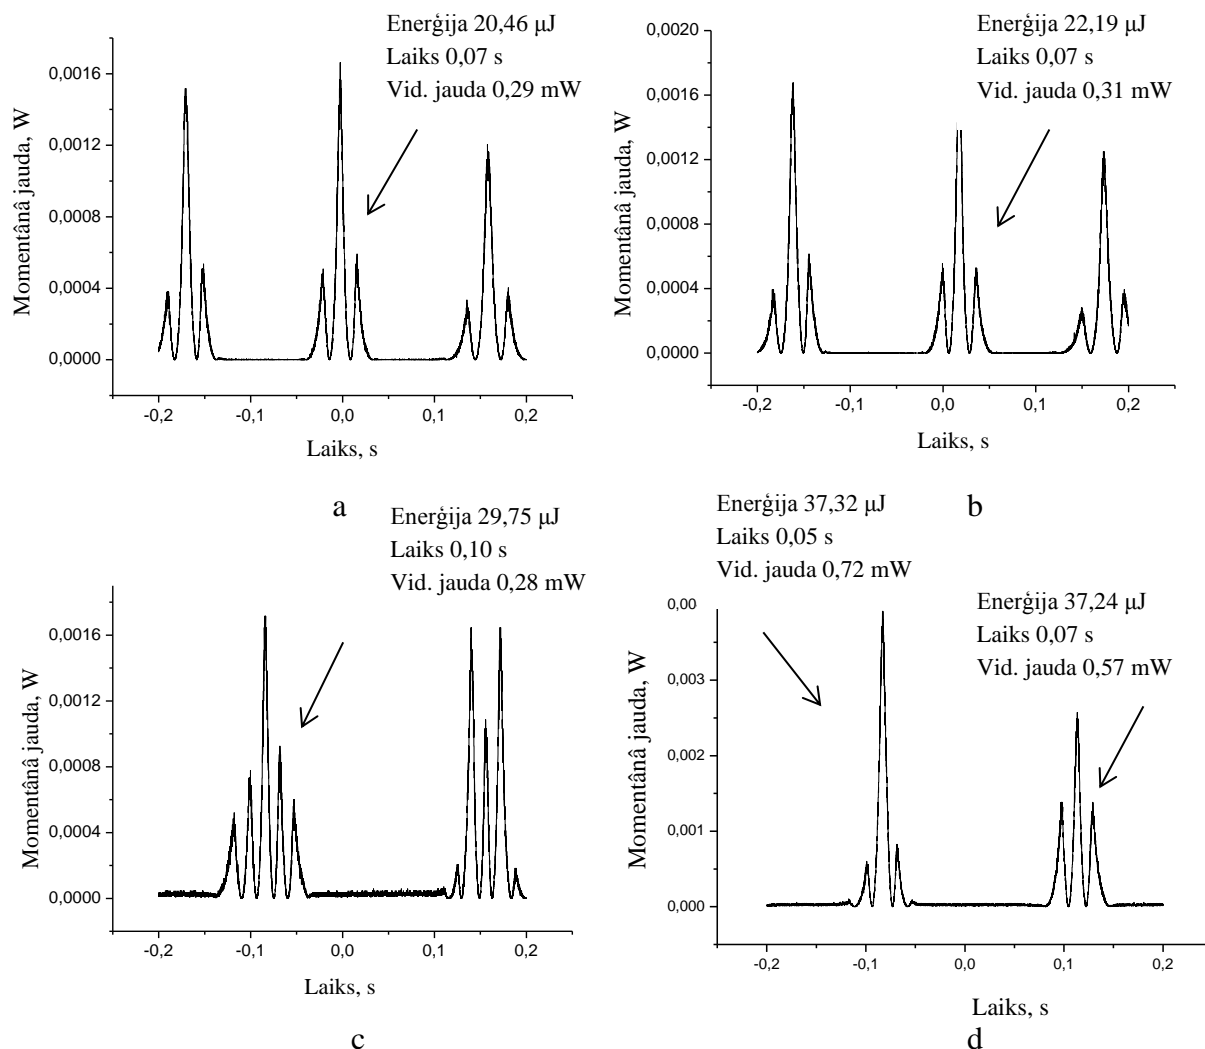 Enerģija 20,46 μJ
Laiks 0,07 s
Vid. jauda 0,29 mW
0,0016
0,0012
0,0008
0,0004
0,0000
Momentânâ jauda, W
-0,2
-0,1
0,0
0,1
0,2
Laiks, s
a
Enerģija 22,19 μJ
Laiks 0,07 s
Vid. jauda 0,31 mW
0,0020
0,0016
0,0012
0,0008
0,0004
0,0000
Momentânâ jauda, W
-0,2
-0,1
0,0
0,1
0,2
Laiks, s
b
Enerģija 29,75 μJ
Laiks 0,10 s
Vid. jauda 0,28 mW
0,0016
0,0012
0,0008
0,0004
0,0000
Momentânâ jauda, W
-0,2
-0,1
0,0
0,1
0,2
Laiks, s
c
Enerģija 37,32 μJ
Laiks 0,05 s
Vid. jauda 0,72 mW
Enerģija 37,24 μJ
Laiks 0,07 s
Vid. jauda 0,57 mW
0,00
0,003
0,002
0,001
0,000
Momentânâ jauda, W
-0,2
-0,1
0,0
0,1
0,2
Laiks, s
d